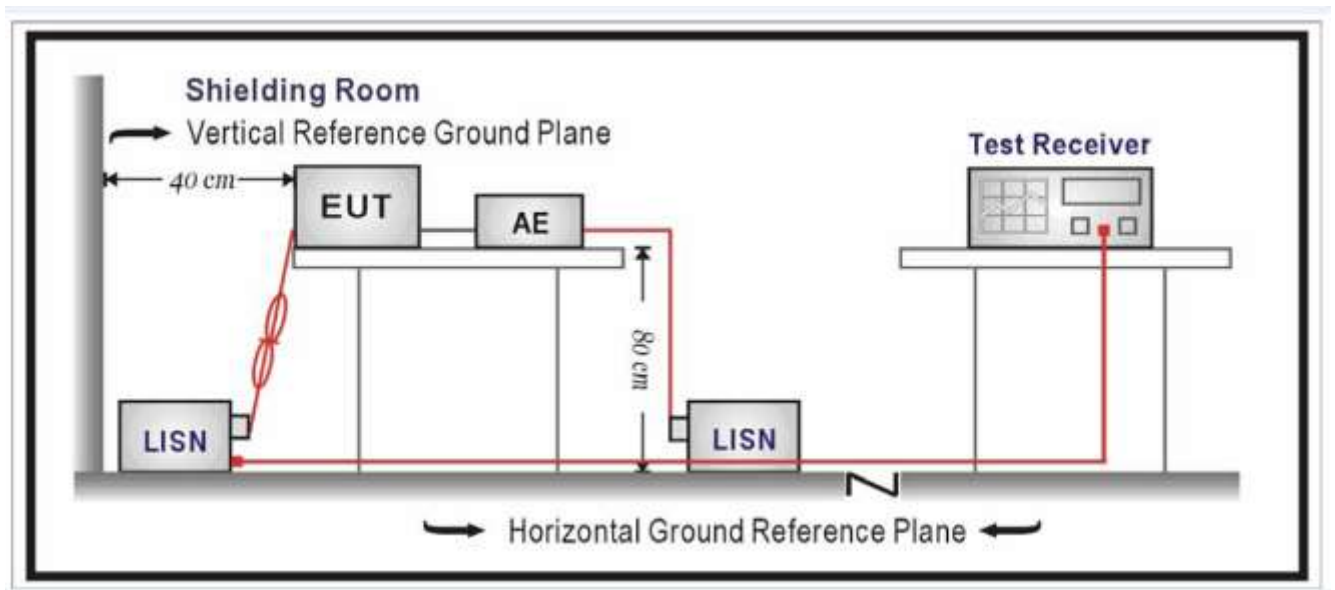 Shielding Room
Vertical Reference Ground Plane
Test Receiver
40 cm
EUT
AE
80 cm
LISN
LISN
Horizontal Ground Reference Plane